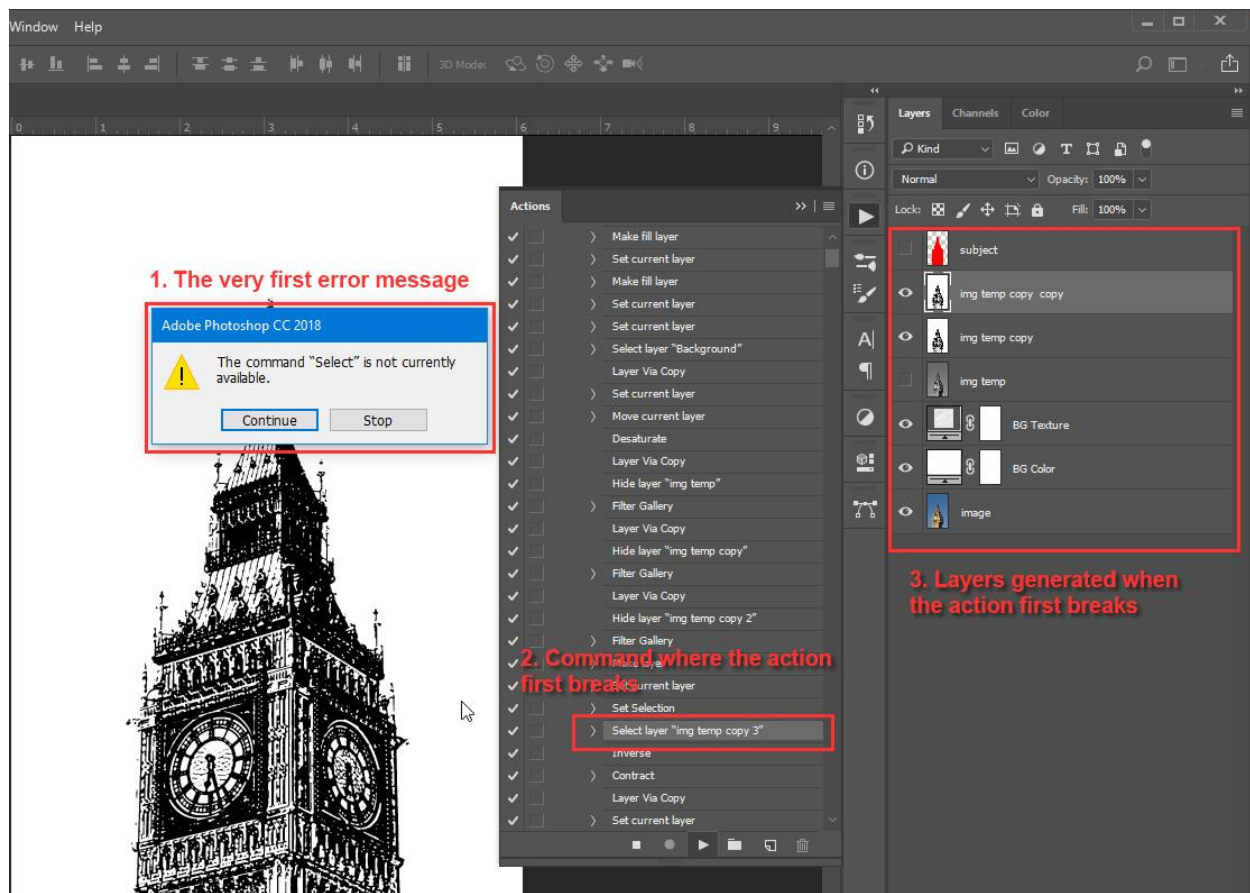 Window Help
3D Mode:
0 1 2 3 4 5 6 7 8 9
Layers Channels Color
Kind
Normal Opacity: 100%
Lock: Fill: 100%
subject
img temp copy copy
img temp copy
img temp
BG Texture
BG Color
image
3. Layers generated when
the action first breaks
Actions
Make fill layer
Set current layer
Make fill layer
Set current layer
Set current layer
Select layer “Background”
Layer Via Copy
Set current layer
Move current layer
Desaturate
Layer Via Copy
Hide layer “img temp”
Filter Gallery
Layer Via Copy
Hide layer “img temp copy”
Filter Gallery
Layer Via Copy
Hide layer “img temp copy 2”
Filter Gallery
2. Command where the action
first breaks
Set current layer
Set Selection
Select layer “img temp copy 3”
Inverse
Contract
Layer Via Copy
Set current layer
1. The very first error message
Adobe Photoshop CC 2018
The command “Select” is not currently
available.
Continue Stop